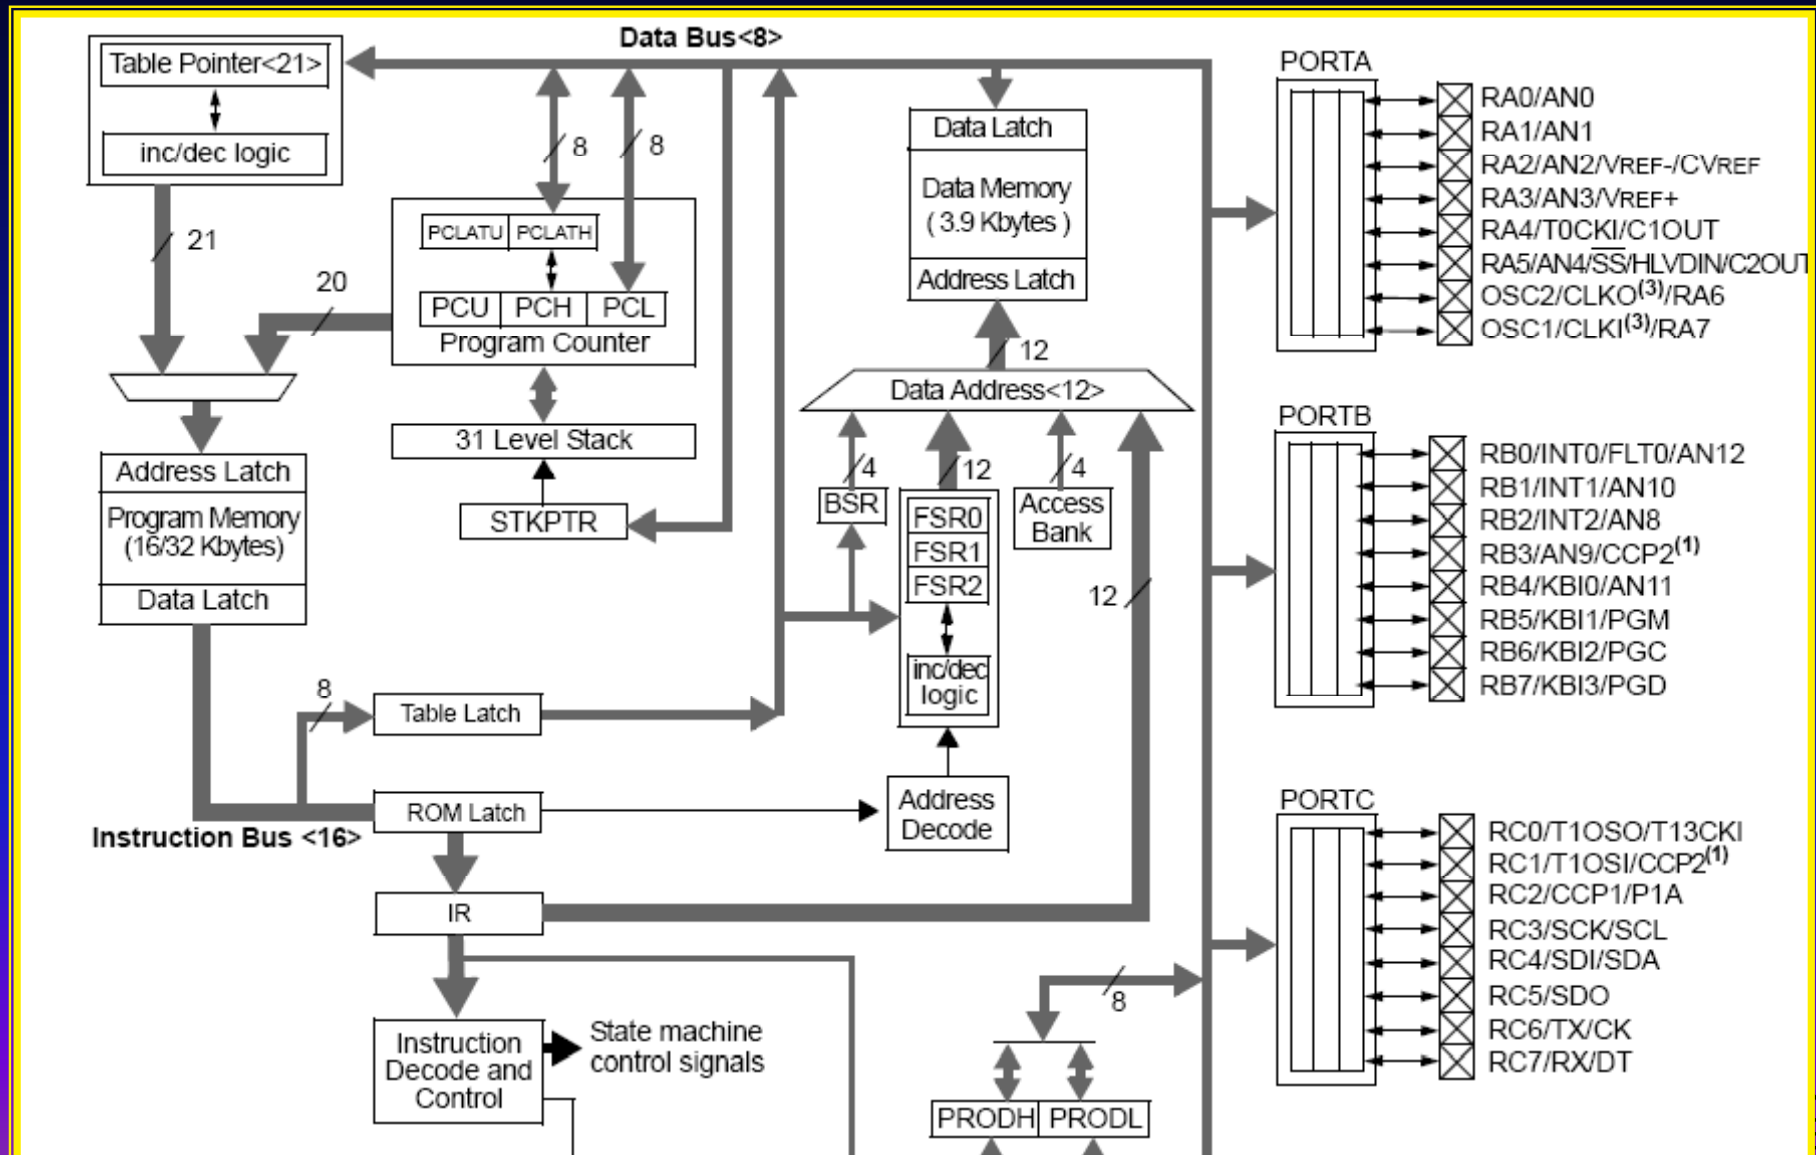 Data Bus<8>
Table Pointer<21>
inc/dec logic
21
20
8
8
PCLATU PCLATH
PCU PCH PCL
Program Counter
31 Level Stack
STKPTR
Address Latch
Program Memory
(16/32 Kbytes)
Data Latch
8
Table Latch
ROM Latch
Instruction Bus <16>
IR
Instruction
Decode and
Control
State machine
control signals
Data Latch
Data Memory
( 3.9 Kbytes )
Address Latch
12
Data Address<12>
4
12
4
BSR
FSR0
FSR1
FSR2
inc/dec
logic
Access
Bank
12
Address
Decode
8
PRODH PRODL
PORTA
RA0/AN0
RA1/AN1
RA2/AN2/VREF-/CVREF
RA3/AN3/VREF+
RA4/T0CKI/C1OUT
RA5/AN4/SS/HLVDIN/C2OUT
OSC2/CLKO(3)/RA6
OSC1/CLKI(3)/RA7
PORTB
RB0/INT0/FLT0/AN12
RB1/INT1/AN10
RB2/INT2/AN8
RB3/AN9/CCP2(1)
RB4/KBI0/AN11
RB5/KBI1/PGM
RB6/KBI2/PGC
RB7/KBI3/PGD
PORTC
RC0/T1OSO/T13CKI
RC1/T1OSI/CCP2(1)
RC2/CCP1/P1A
RC3/SCK/SCL
RC4/SDI/SDA
RC5/SDO
RC6/TX/CK
RC7/RX/DT